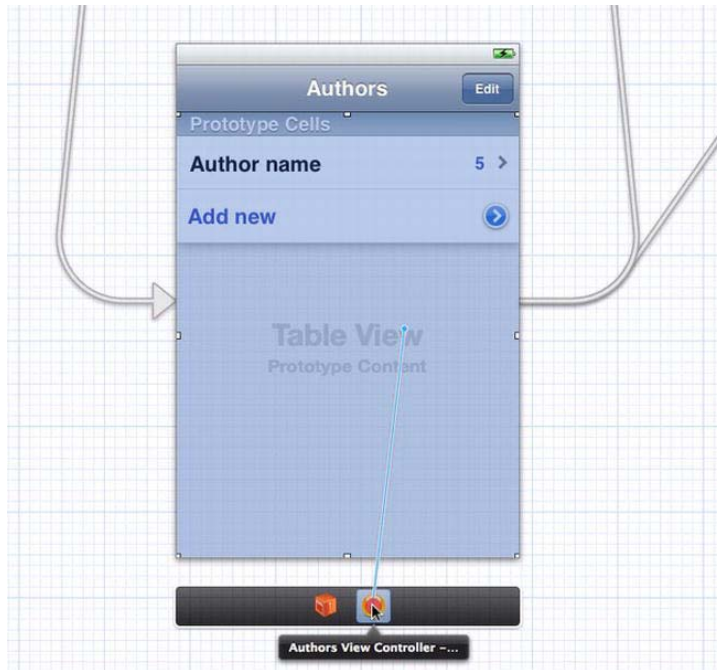 Authors
Edit
Prototype Cells
Author name 5
Add new
Table View
Prototype Content
Authors View Controller –...